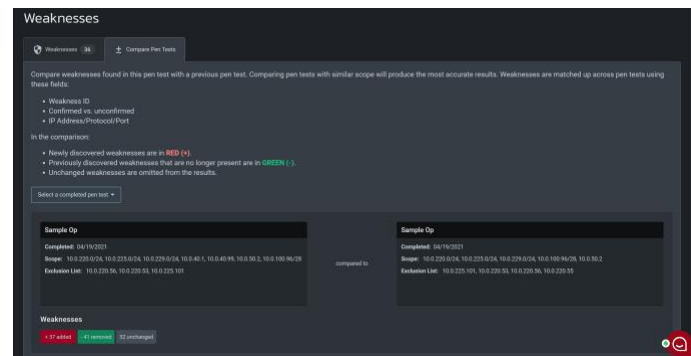 Weaknesses
Weaknesses 36
± Compare Pen Tests
Compare weaknesses found in this pen test with a previous pen test. Comparing pen tests with similar scope will produce the most accurate results. Weaknesses are matched up across pen tests using
these fields:
• Weakness ID
• Confirmed vs. unconfirmed
• IP Address/Protocol/Port
In the comparison:
• Newly discovered weaknesses are in RED (+).
• Previously discovered weaknesses that are no longer present are in GREEN (-).
• Unchanged weaknesses are omitted from the results.
Select a completed pen test
Sample Op
Completed: 04/19/2021
Scope: 10.0.220.0/24, 10.0.225.0/24, 10.0.229.0/24, 10.0.40.1, 10.0.40.99, 10.0.50.2, 10.0.100.96/28
Exclusion List: 10.0.220.56, 10.0.220.53, 10.0.225.101
compared to
Sample Op
Completed: 04/19/2021
Scope: 10.0.220.0/24, 10.0.225.0/24, 10.0.229.0/24, 10.0.100.96/28, 10.0.50.2
Exclusion List: 10.0.225.101, 10.0.220.53, 10.0.220.56, 10.0.220.55
Weaknesses
+ 37 added
- 41 removed
32 unchanged